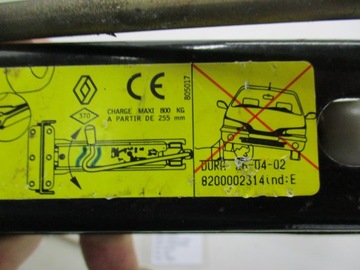 CE
370
CHARGE MAXI 800 KG
A PARTIR DE 255 mm
805017
8200002314ind:E